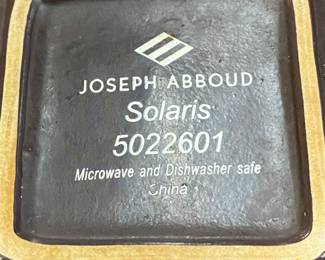 JOSEPH ABBOUD
Solaris
5022601
Microwave and Dishwasher safe
China